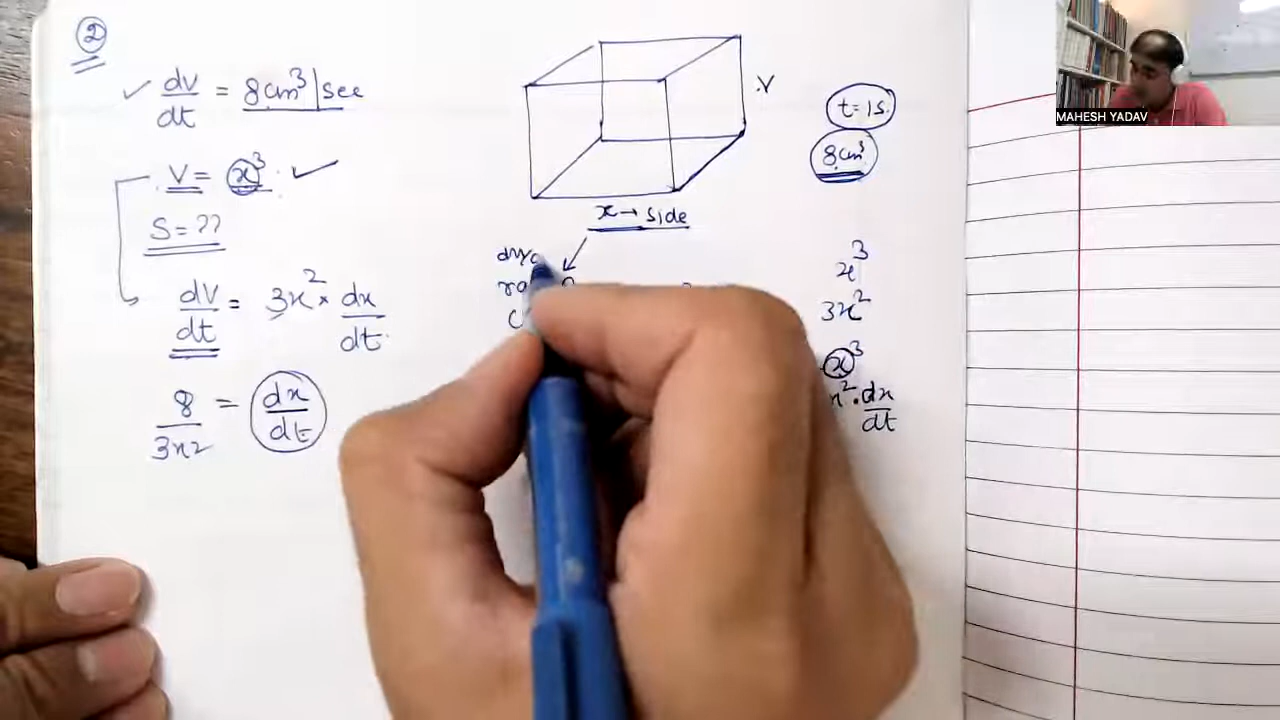 ②
✓ dv/dt = 8cm³|sec
V = x³ ✓
S = ??
dV/dt = 3x² × dx/dt
8/3x² = dx/dt
.V
x → side
t = 1s.
8cm³
x³
3x²
x³
x² · dx/dt
MAHESH YADAV